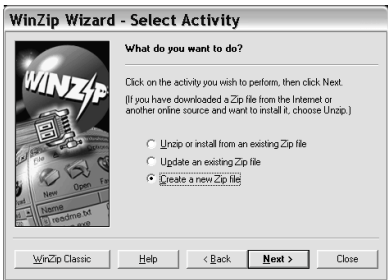 WinZip Wizard - Select Activity
What do you want to do?
Click on the activity you wish to perform, then click Next.
(If you have downloaded a Zip file from the Internet or
another online source and want to install it, choose Unzip.)
Unzip or install from an existing Zip file
Update an existing Zip file
Create a new Zip file
WINZIP
File
New Open
Name
readme.txt
WinZip Classic Help < Back Next > Close